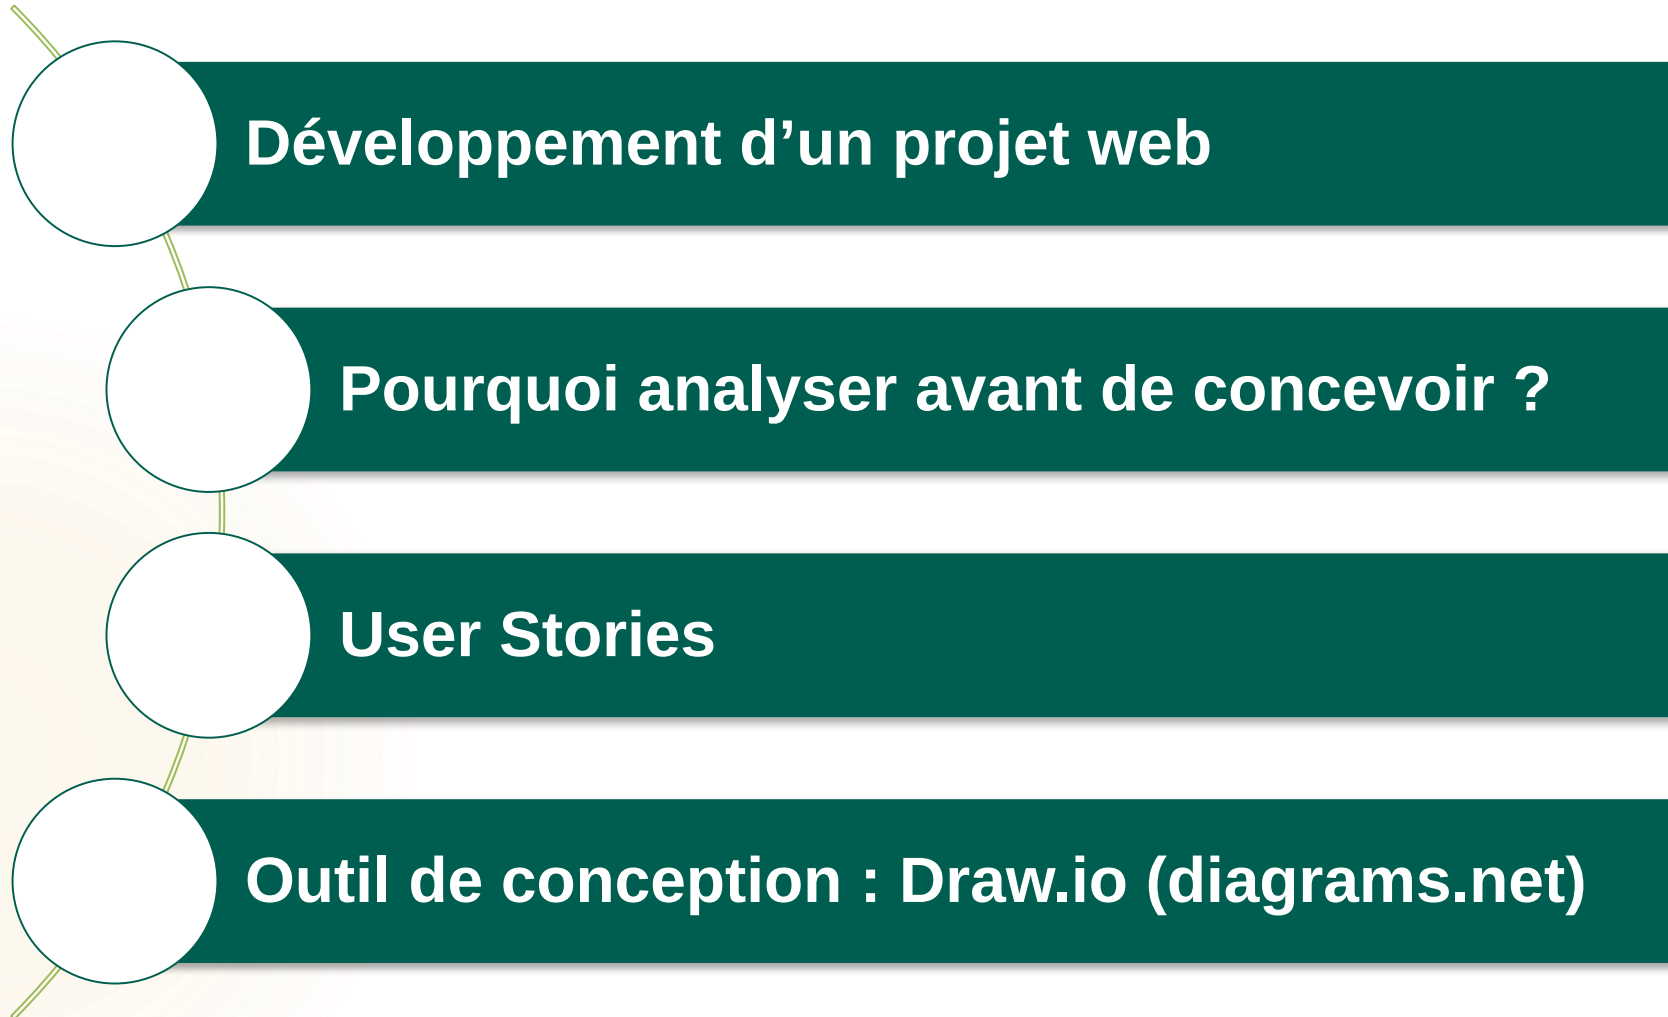 Développement d’un projet web
Pourquoi analyser avant de concevoir ?
User Stories
Outil de conception : Draw.io (diagrams.net)